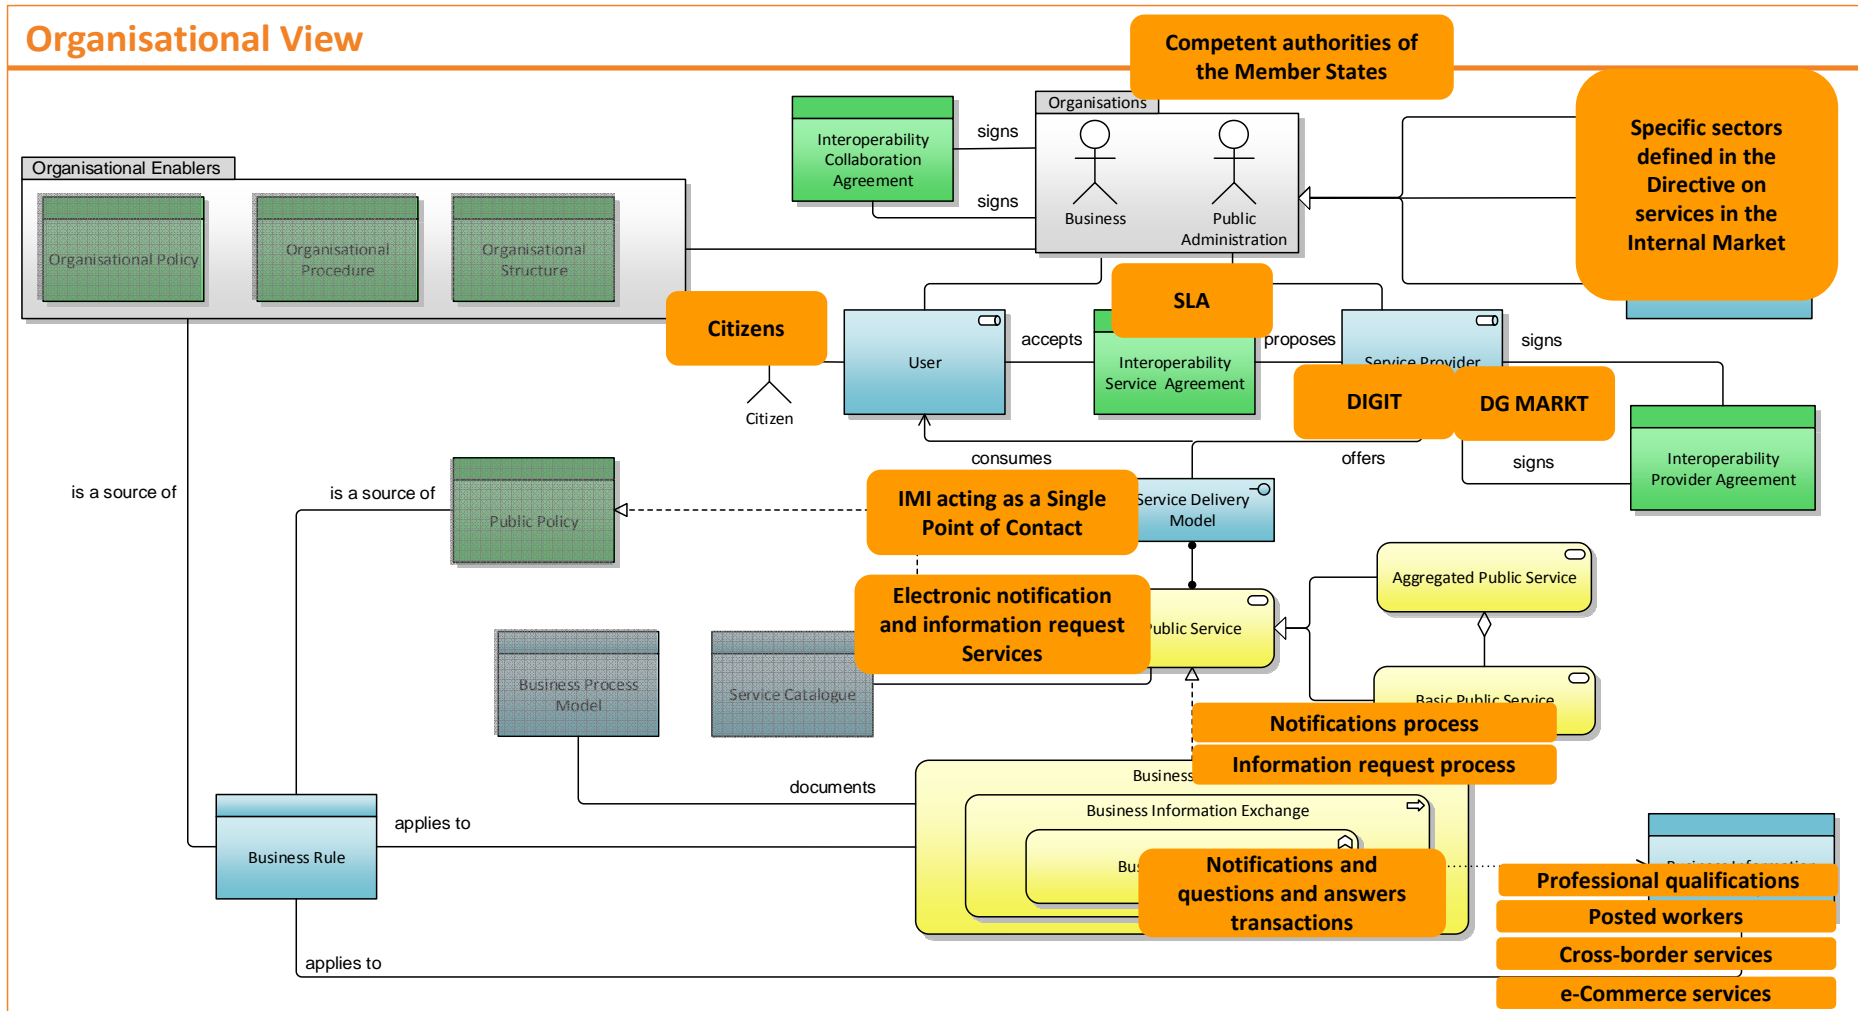 Organisational View
Competent authorities of
the Member States
Organisations
Specific sectors
defined in the
Directive on
services in the
Internal Market
Interoperability
Collaboration
Agreement
signs
signs
Business
Public
Administration
Organisational Enablers
Organisational Policy
Organisational
Procedure
Organisational
Structure
SLA
Citizens
Citizen
User
accepts
Interoperability
Service Agreement
proposes
Service Provider
signs
DIGIT
DG MARKT
consumes
offers
signs
Interoperability
Provider Agreement
is a source of
is a source of
Public Policy
IMI acting as a Single
Point of Contact
Service Delivery
Model
Electronic notification
and information request
Services
Public Service
Aggregated Public Service
Basic Public Service
Business Process
Model
Service Catalogue
Notifications process
Information request process
documents
Business
Business Information Exchange
applies to
Business Rule
Notifications and
questions and answers
transactions
Business Information
Professional qualifications
Posted workers
Cross-border services
e-Commerce services
applies to